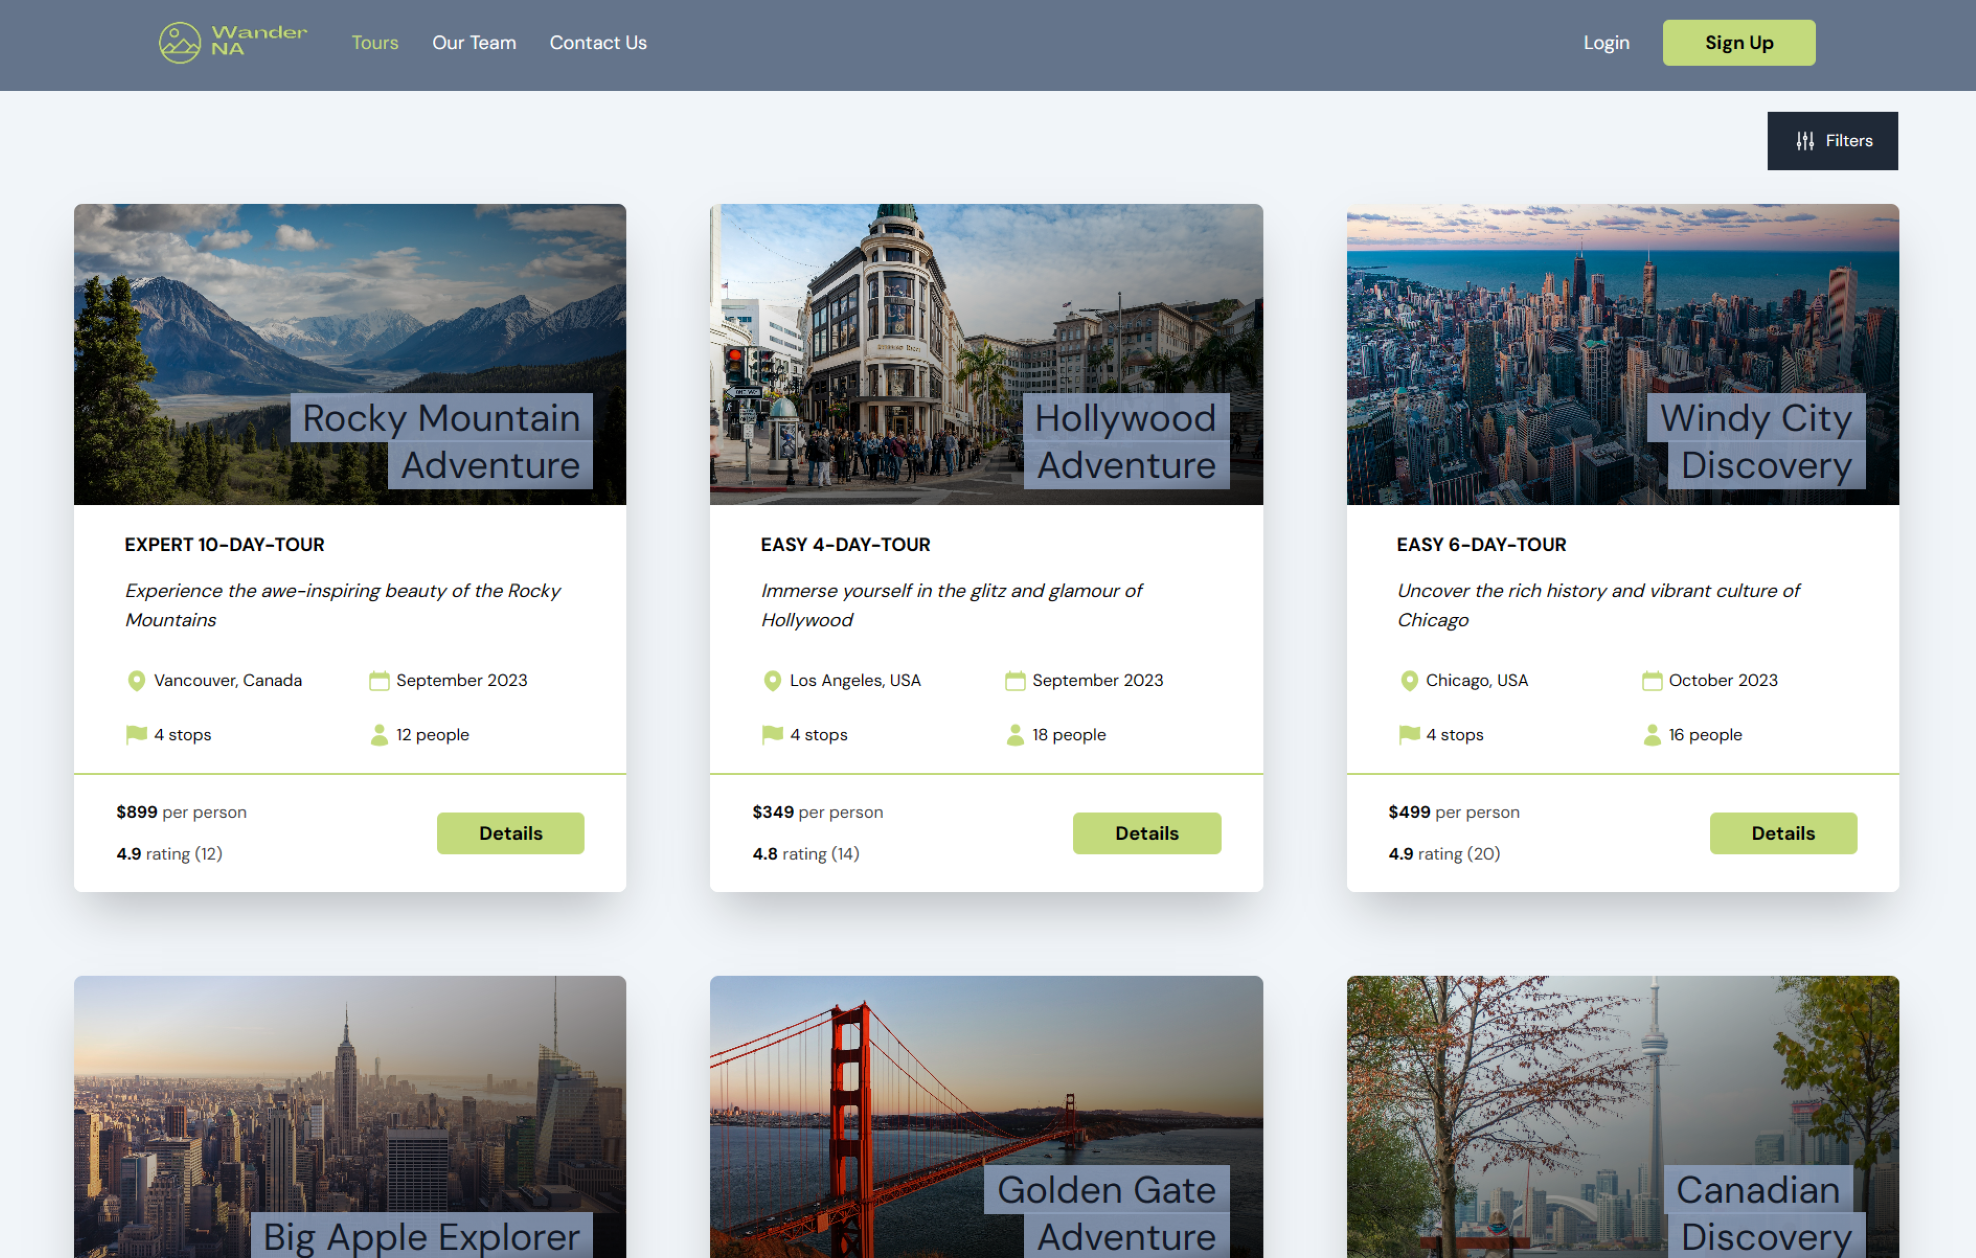 Wander
NA
Tours
Our Team
Contact Us
Login
Sign Up
Filters
Rocky Mountain
Adventure
EXPERT 10-DAY-TOUR
Experience the awe-inspiring beauty of the Rocky
Mountains
Vancouver, Canada
September 2023
4 stops
12 people
$899 per person
4.9 rating (12)
Details
Hollywood
Adventure
EASY 4-DAY-TOUR
Immerse yourself in the glitz and glamour of
Hollywood
Los Angeles, USA
September 2023
4 stops
18 people
$349 per person
4.8 rating (14)
Details
Windy City
Discovery
EASY 6-DAY-TOUR
Uncover the rich history and vibrant culture of
Chicago
Chicago, USA
October 2023
4 stops
16 people
$499 per person
4.9 rating (20)
Details
Big Apple Explorer
Golden Gate
Adventure
Canadian
Discovery